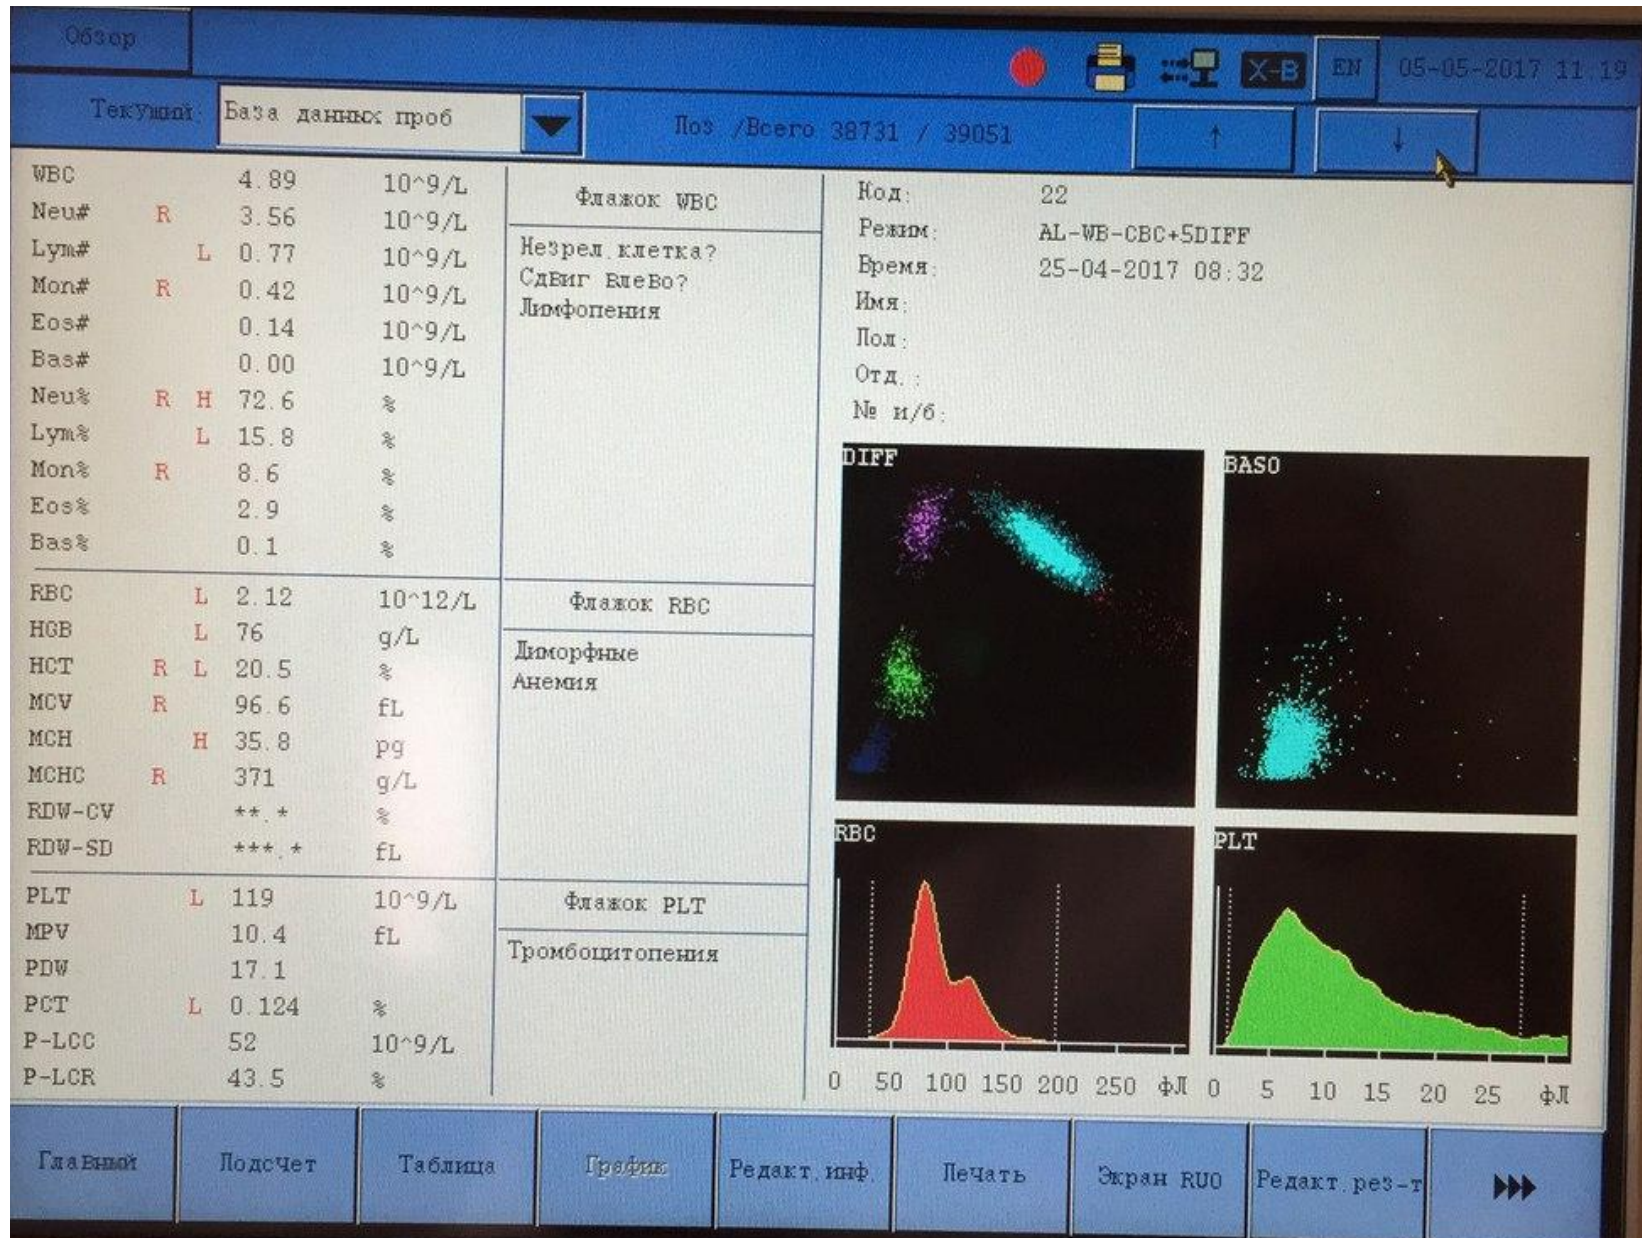 Обзор
X-B EN 05-05-2017 11:19
Текущий: База данных проб Поз /Всего 38731 / 39051 ↑ ↓
WBC 4.89 10^9/L
Neu# R 3.56 10^9/L
Lym# L 0.77 10^9/L
Mon# R 0.42 10^9/L
Eos# 0.14 10^9/L
Bas# 0.00 10^9/L
Neu% R H 72.6 %
Lym% L 15.8 %
Mon% R 8.6 %
Eos% 2.9 %
Bas% 0.1 %
RBC L 2.12 10^12/L
HGB L 76 g/L
HCT R L 20.5 %
MCV R 96.6 fL
MCH H 35.8 pg
MCHC R 371 g/L
RDW-CV **.* %
RDW-SD ***.* fL
PLT L 119 10^9/L
MPV 10.4 fL
PDW 17.1
PCT L 0.124 %
P-LCC 52 10^9/L
P-LCR 43.5 %
Флажок WBC
Незрел.клетка?
Сдвиг влево?
Лимфопения
Флажок RBC
Диморфные
Анемия
Флажок PLT
Тромбоцитопения
Код: 22
Режим: AL-WB-CBC+5DIFF
Время: 25-04-2017 08:32
Имя:
Пол:
Отд.:
№ и/б:
DIFF
BASO
RBC
0 50 100 150 200 250 фЛ
PLT
0 5 10 15 20 25 фЛ
Главный Подсчет Таблица График Редакт.инф. Печать Экран RUO Редакт.рез-т